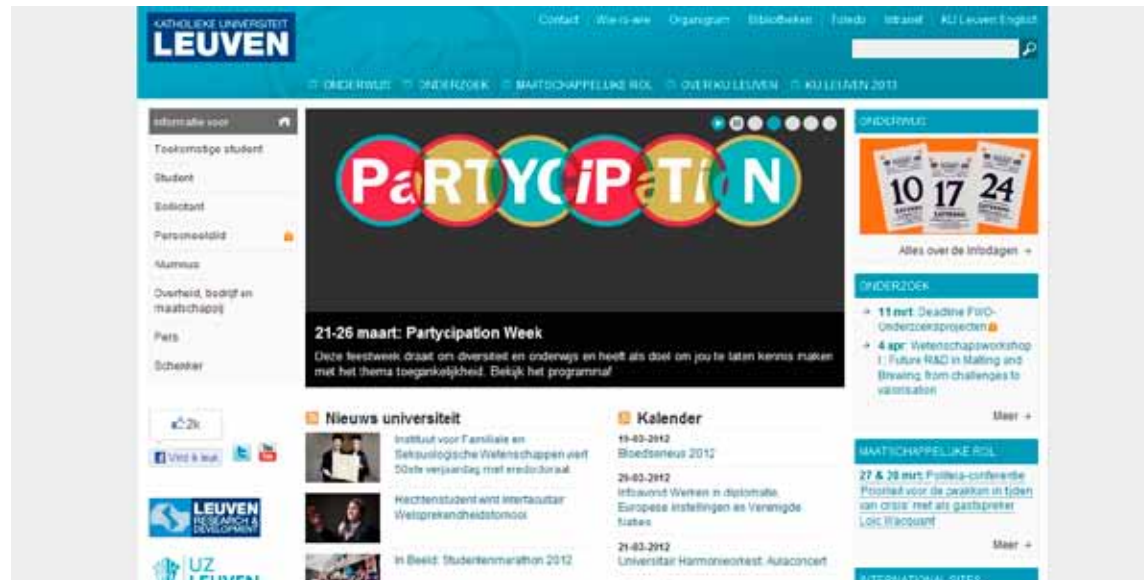 KATHOLIEKE UNIVERSITEIT
LEUVEN
Contact Wie-is-wie Organigram Bibliotheken Toledo Intranet KU Leuven English
ONDERWIJS ONDERZOEK MAATSCHAPPELIJKE ROL OVER KU LEUVEN KU LEUVEN 2013
Informatie voor
Toekomstige student
Student
Sollicitant
Personeelslid
Alumnus
Overheid, bedrijf en
maatschappij
Pers
Schenker
2k
Vind ik leuk
You
LEUVEN
RESEARCH &
DEVELOPMENT
UZ
LEUVEN
PaRTYCiPaTiON
21-26 maart: Partycipation Week
Deze feestweek draait om diversiteit en onderwijs en heeft als doel om jou te laten kennis maken
met het thema toegankelijkheid. Bekijk het programma!
Nieuws universiteit
Instituut voor Familiale en
Seksuologische Wetenschappen viert
50ste verjaardag met eredoctoraat
Rechtenstudent wint Interfacultair
Welsprekendheidstornooi
In Beeld: Studentenmarathon 2012
Kalender
19-03-2012
Bloedserieus 2012
20-03-2012
Infoavond Werken in diplomatie,
Europese instellingen en Verenigde
Naties
21-03-2012
Universitair Harmonieorkest: Aulaconcert
ONDERWIJS
10 17 24
Alles over de Infodagen
ONDERZOEK
11 mrt: Deadline FWO-
Onderzoeksprojecten
4 apr: Wetenschapsworkshop
I : Future R&D in Malting and
Brewing, from challenges to
valorisation
Meer
MAATSCHAPPELIJKE ROL
27 & 28 mrt: Politeia-conferentie
'Prioriteit voor de zwakken in tijden
van crisis' met als gastspreker
Loïc Wacquant
Meer
INTERNATIONAL SITES